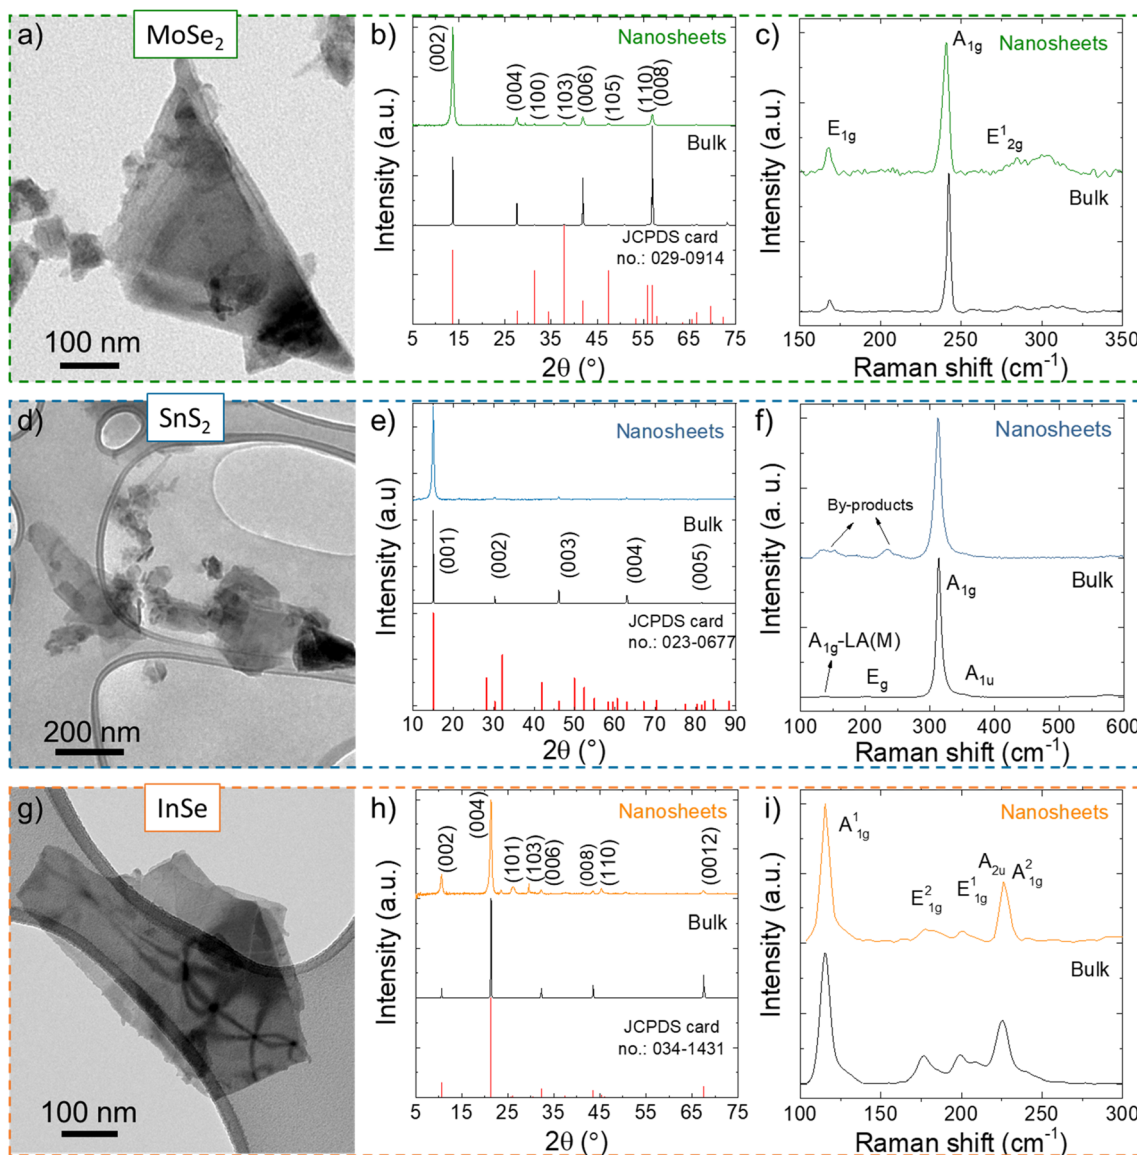 a)
MoSe2
100 nm
b)
Nanosheets
(002)
(004)
(100)
(103)
(006)
(105)
(110)
(008)
Bulk
JCPDS card
no.: 029-0914
Intensity (a.u.)
5 15 25 35 45 55 65 75
2θ (°)
c)
A1g
Nanosheets
E1g
E12g
Bulk
Intensity (a.u.)
150 200 250 300 350
Raman shift (cm-1)
d)
SnS2
200 nm
e)
Nanosheets
Bulk
(001)
(002)
(003)
(004)
(005)
JCPDS card
no.: 023-0677
Intensity (a.u)
10 20 30 40 50 60 70 80 90
2θ (°)
f)
Nanosheets
By-products
Bulk
A1g
A1g-LA(M)
Eg
A1u
Intensity (a. u.)
100 200 300 400 500 600
Raman shift (cm-1)
g)
InSe
100 nm
h)
Nanosheets
(002)
(004)
(101)
(103)
(006)
(008)
(110)
(0012)
Bulk
JCPDS card
no.: 034-1431
Intensity (a.u.)
5 15 25 35 45 55 65 75
2θ (°)
i)
Nanosheets
A11g
E21g
E11g
A2u
A21g
Bulk
Intensity (a.u.)
100 150 200 250 300
Raman shift (cm-1)